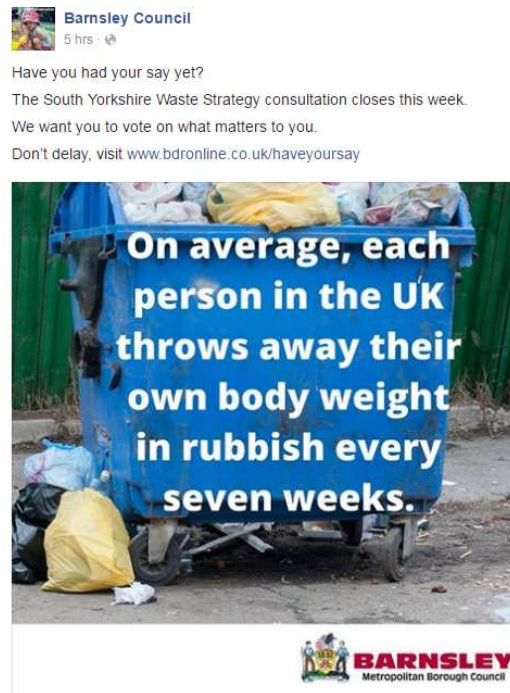 Barnsley Council
5 hrs ·
Have you had your say yet?
The South Yorkshire Waste Strategy consultation closes this week.
We want you to vote on what matters to you.
Don't delay, visit www.bdronline.co.uk/haveyoursay
On average, each
person in the UK
throws away their
own body weight
in rubbish every
seven weeks.
BARNSLEY
Metropolitan Borough Council